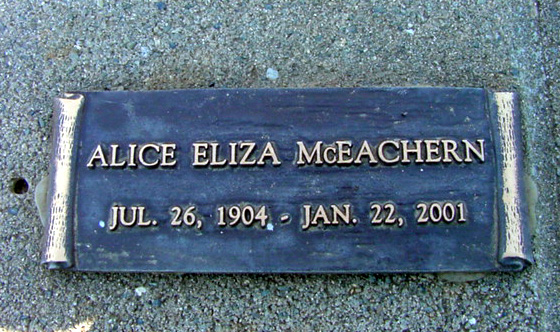 ALICE ELIZA McEACHERN
JUL. 26, 1904 - JAN. 22, 2001